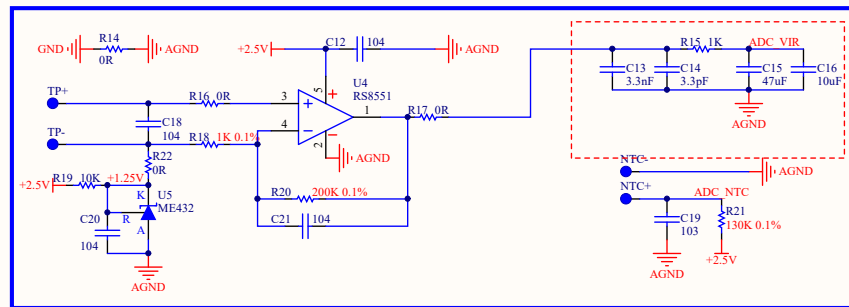 GND
R14
0R
AGND
+2.5V
C12
104
AGND
U4
RS8551
TP+
R16 0R
3
5
1
4
2
R17 0R
AGND
C18
104
TP-
R18 1K 0.1%
R22
0R
+2.5V
R19 10K
+1.25V
K
U5
ME432
R
A
C20
104
AGND
R20
200K 0.1%
C21
104
R15 1K
ADC_VIR
C13
3.3nF
C14
3.3pF
C15
47uF
C16
10uF
AGND
NTC-
AGND
NTC+
ADC_NTC
C19
103
R21
130K 0.1%
AGND
+2.5V